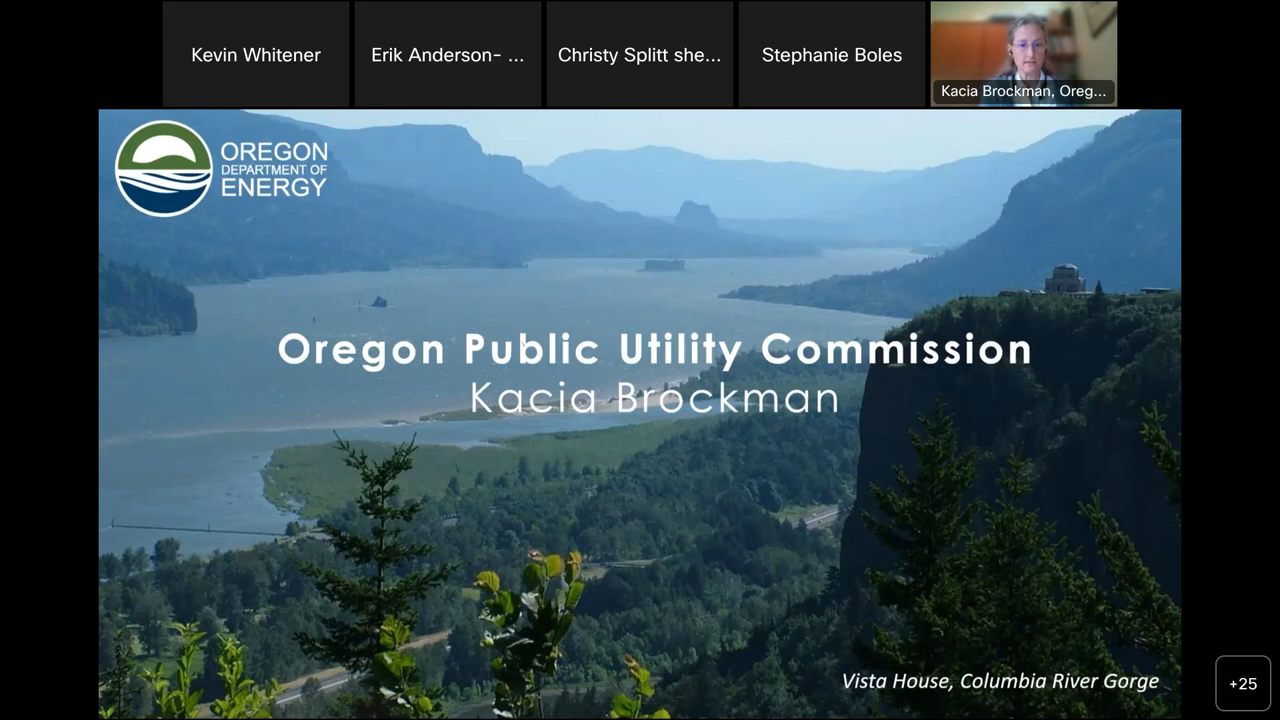 Kevin Whitener
Erik Anderson- ...
Christy Splitt she...
Stephanie Boles
Kacia Brockman, Oreg...
OREGON
DEPARTMENT OF
ENERGY
Oregon Public Utility Commission
Kacia Brockman
Vista House, Columbia River Gorge
+25